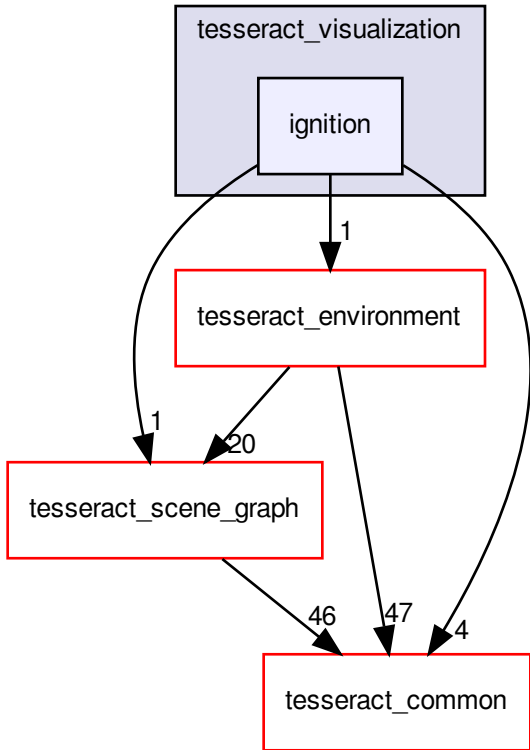 tesseract_visualization
ignition
1
tesseract_environment
1
20
tesseract_scene_graph
46
47
4
tesseract_common